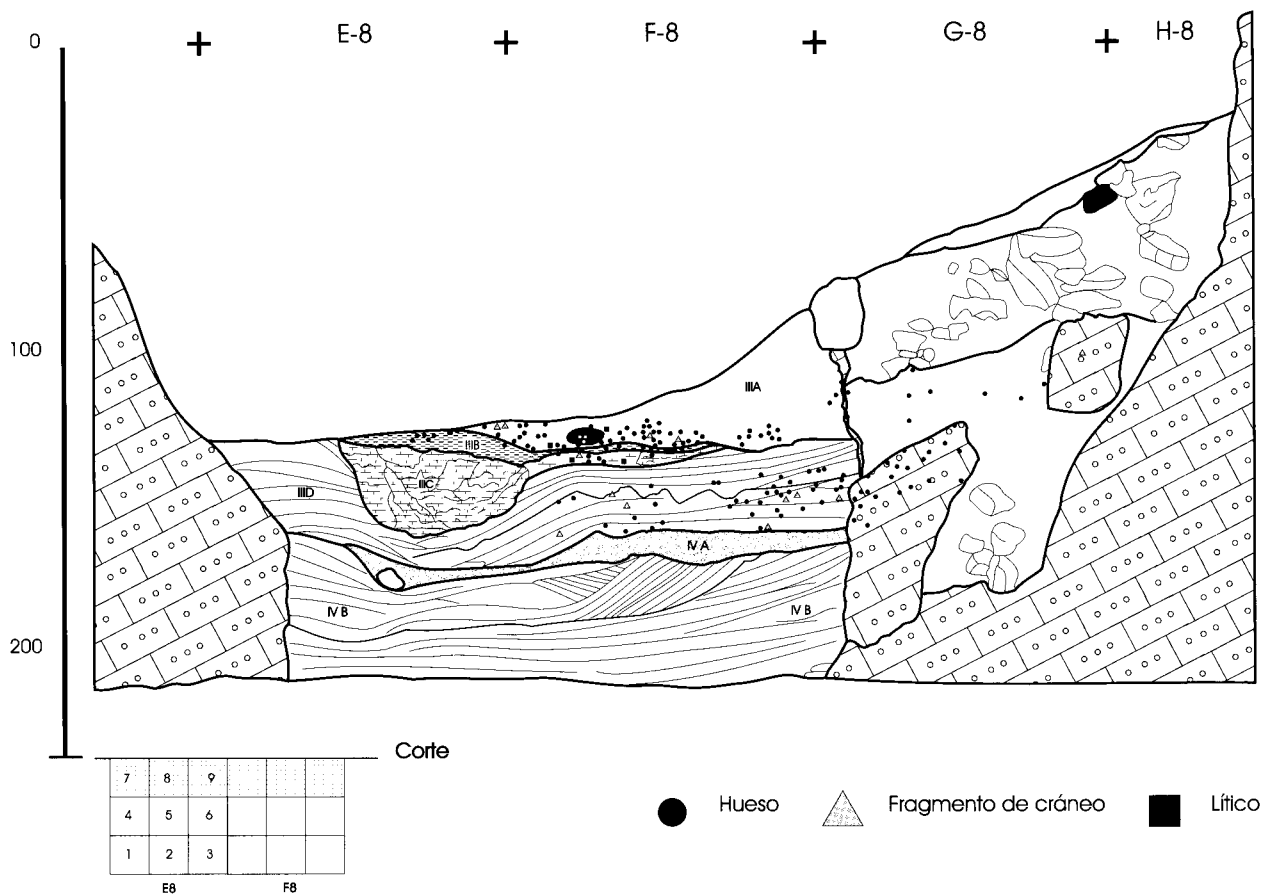 0
E-8
F-8
G-8
H-8
100
IIIA
IIIB
IIIC
IIID
IV A
IV B
IV B
200
Corte
7 8 9
4 5 6
1 2 3
E8 F8
Hueso
Fragmento de cráneo
Lítico